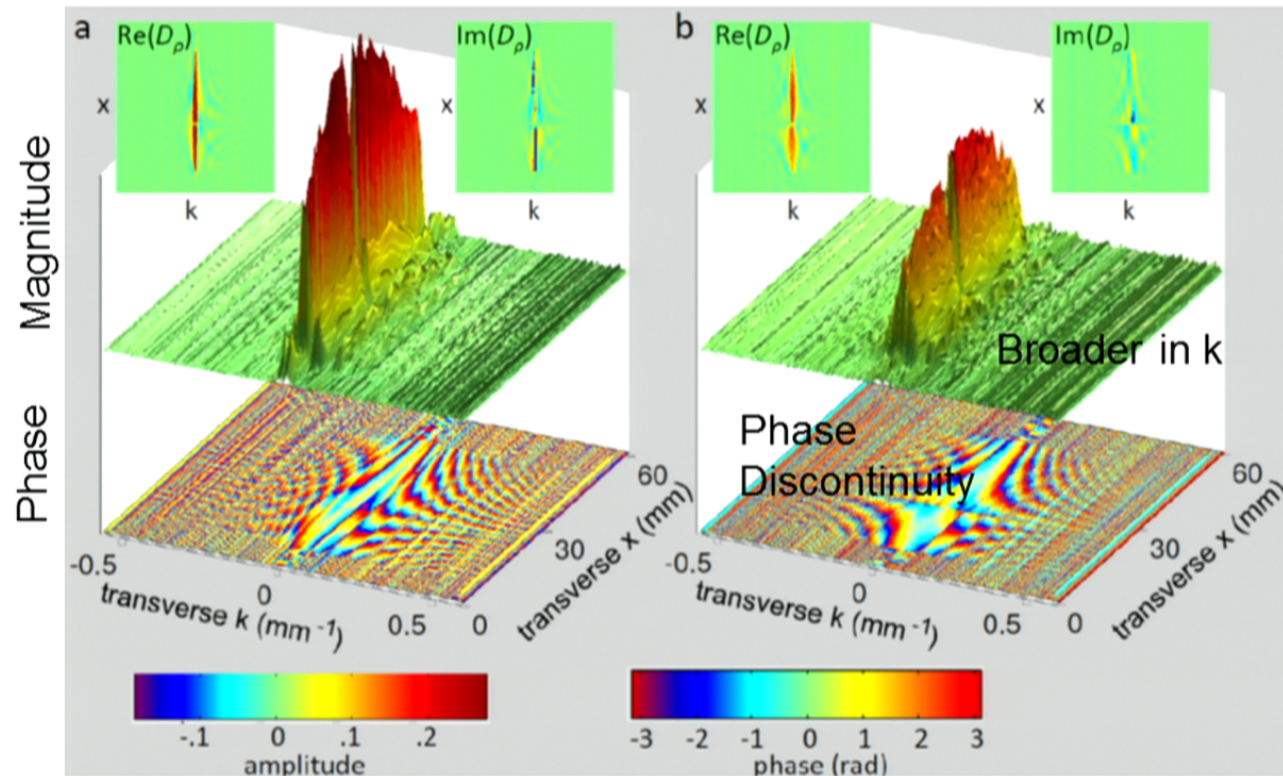 a
Re(Dρ)
Im(Dρ)
x
x
k
k
b
Re(Dρ)
Im(Dρ)
x
x
k
k
Magnitude
Broader in k
Phase
Phase
Discontinuity
-0.5
0
0.5
transverse k (mm⁻¹)
0
30
60
transverse x (mm)
-0.5
0
0.5
transverse k (mm⁻¹)
0
30
60
transverse x (mm)
-.1 0 .1 .2
amplitude
-3 -2 -1 0 1 2 3
phase (rad)